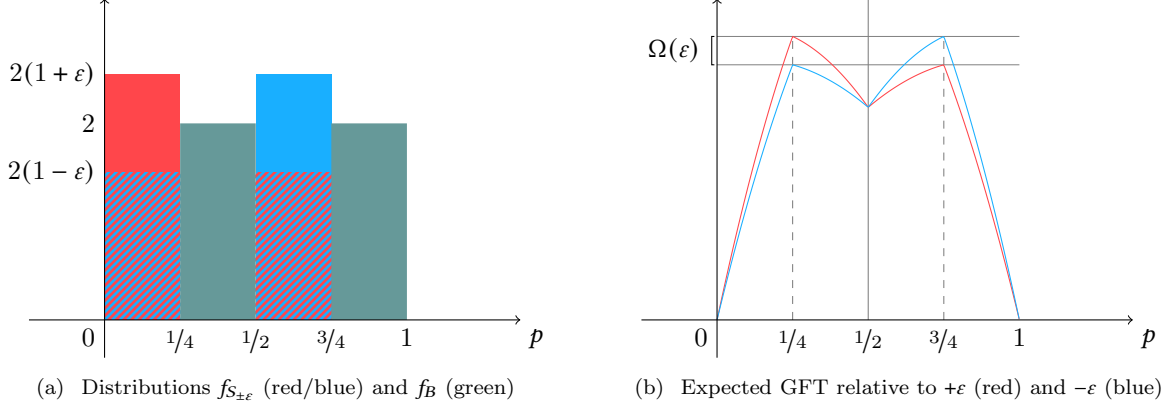 2(1 + ε)
2
2(1 − ε)
0
1/4
1/2
3/4
1
p
Ω(ε)
0
1/4
1/2
3/4
1
p
(a) Distributions f_{S_{±ε}} (red/blue) and f_B (green)
(b) Expected GFT relative to +ε (red) and −ε (blue)